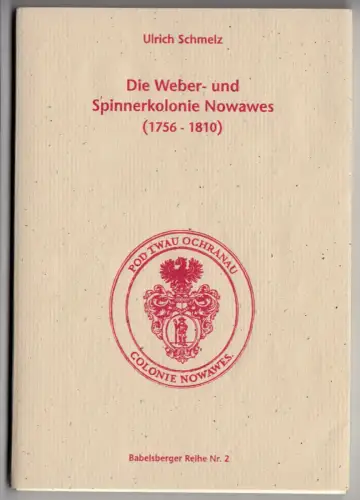 Ulrich Schmelz
Die Weber- und
Spinnerkolonie Nowawes
(1756 - 1810)
POD TWAU OCHRANAU
COLONIE NOWAWES.
Babelsberger Reihe Nr. 2